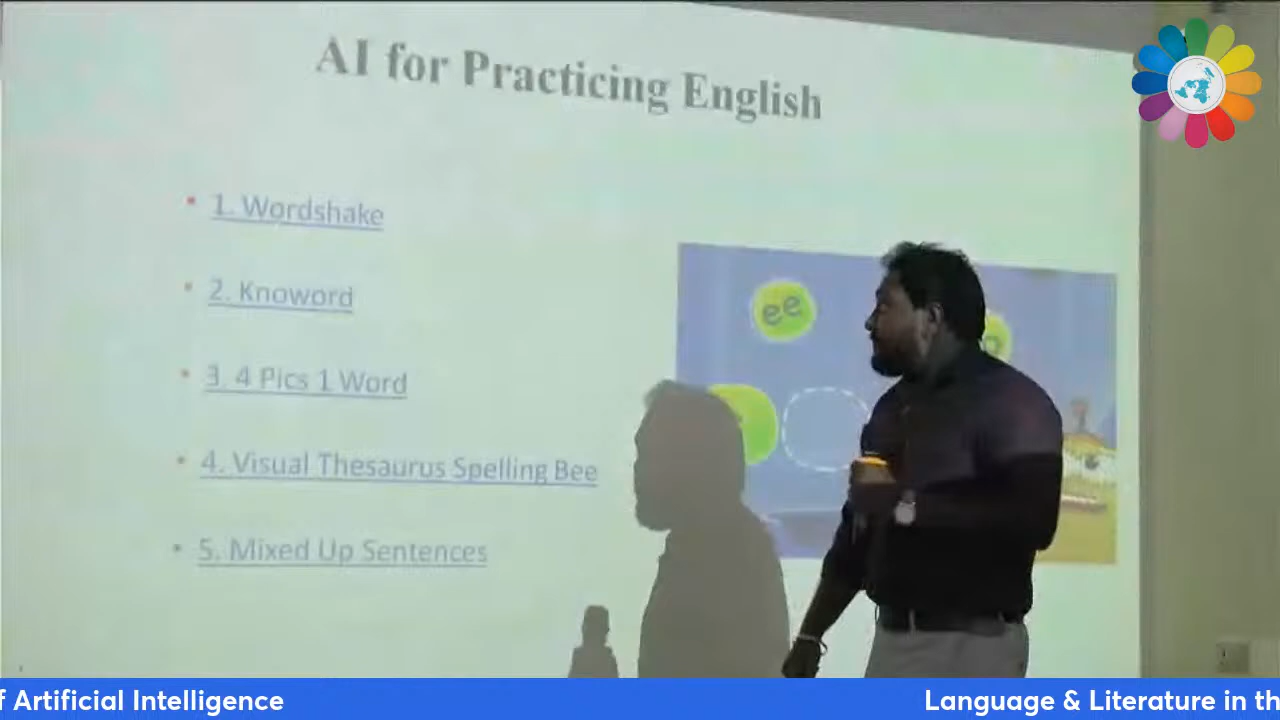 AI for Practicing English
1. Wordshake
2. Knoword
3. 4 Pics 1 Word
ee
4. Visual Thesaurus Spelling Bee
5. Mixed Up Sentences
f Artificial Intelligence
Language & Literature in th